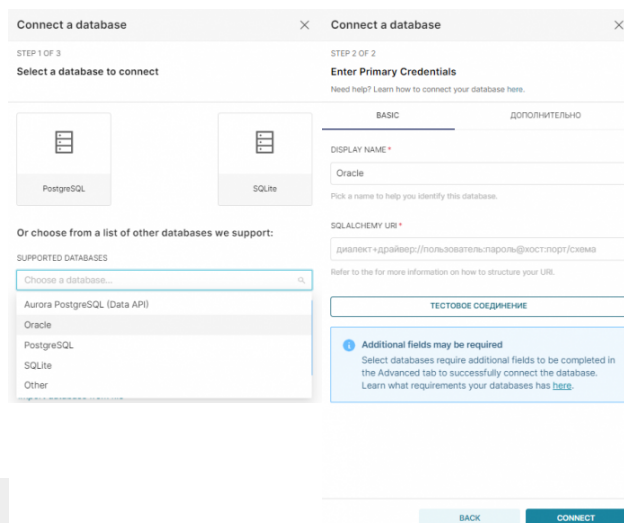 Connect a database
STEP 1 OF 3
Select a database to connect
PostgreSQL
SQLite
Or choose from a list of other databases we support:
SUPPORTED DATABASES
Choose a database...
Aurora PostgreSQL (Data API)
Oracle
PostgreSQL
SQLite
Other
Connect a database
STEP 2 OF 2
Enter Primary Credentials
Need help? Learn how to connect your database here.
BASIC
ДОПОЛНИТЕЛЬНО
DISPLAY NAME *
Oracle
Pick a name to help you identify this database.
SQLALCHEMY URI *
диалект+драйвер://пользователь:пароль@хост:порт/схема
Refer to the for more information on how to structure your URI.
ТЕСТОВОЕ СОЕДИНЕНИЕ
Additional fields may be required
Select databases require additional fields to be completed in
the Advanced tab to successfully connect the database.
Learn what requirements your databases has here.
BACK
CONNECT